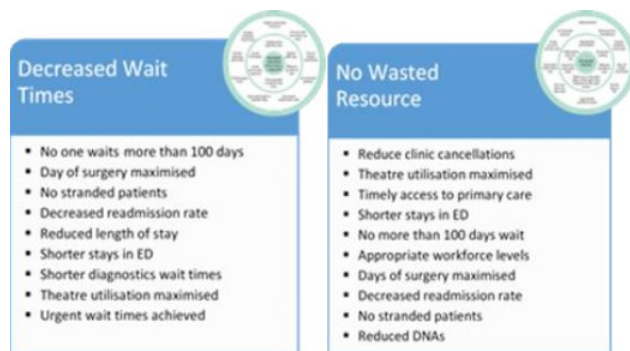 Decreased Wait
Times
No one waits more than 100 days
Day of surgery maximised
No stranded patients
Decreased readmission rate
Reduced length of stay
Shorter stays in ED
Shorter diagnostics wait times
Theatre utilisation maximised
Urgent wait times achieved
No Wasted
Resource
Reduce clinic cancellations
Theatre utilisation maximised
Timely access to primary care
Shorter stays in ED
No more than 100 days wait
Appropriate workforce levels
Days of surgery maximised
Decreased readmission rate
No stranded patients
Reduced DNAs